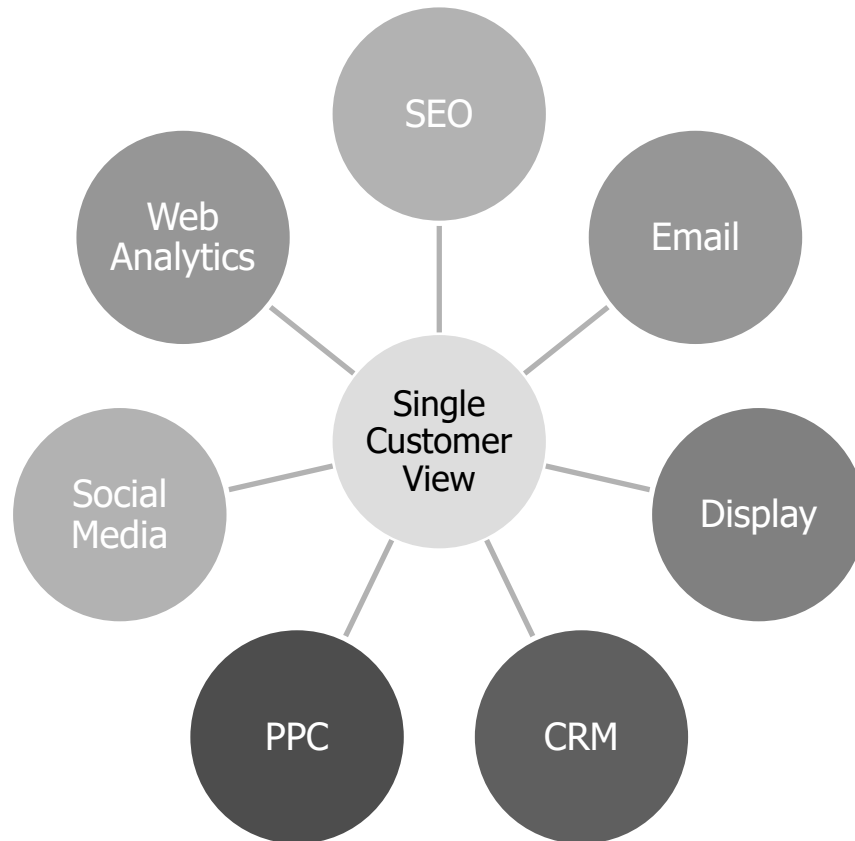 SEO
Web
Analytics
Email
Single
Customer
View
Social
Media
Display
PPC
CRM